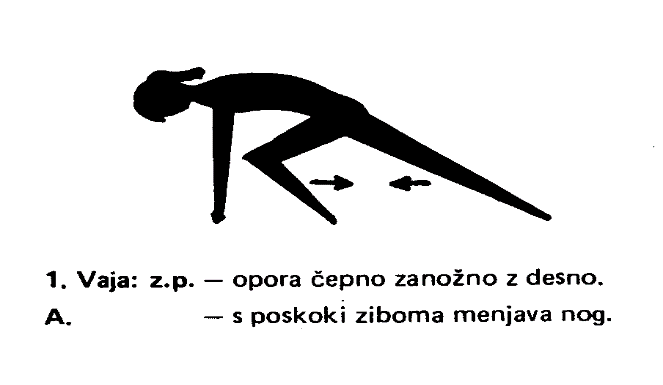 1. Vaja: z.p. — opora čepno zanožno z desno.
A. — s poskoki ziboma menjava nog.